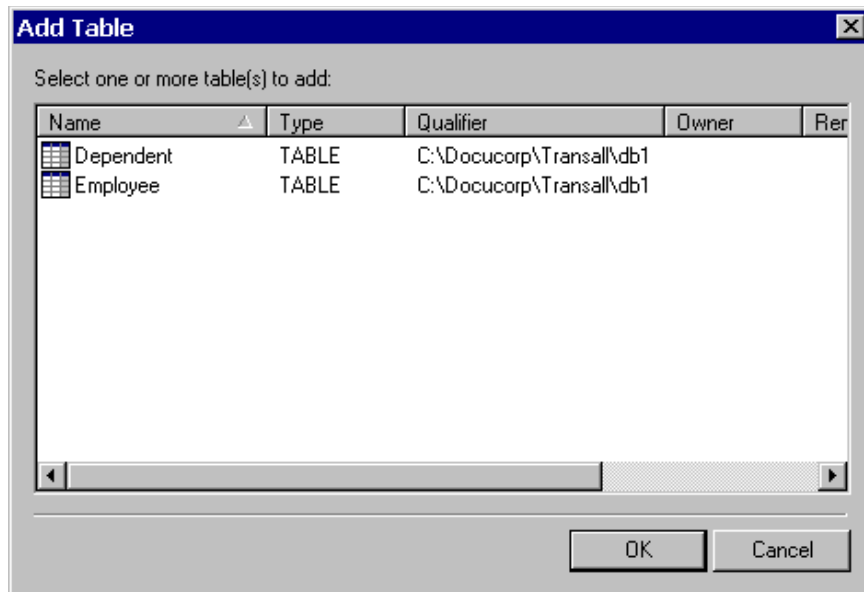 Add Table
Select one or more table(s) to add:
Name Type Qualifier Owner Rer
Dependent TABLE C:\Docucorp\Transall\db1
Employee TABLE C:\Docucorp\Transall\db1
OK Cancel